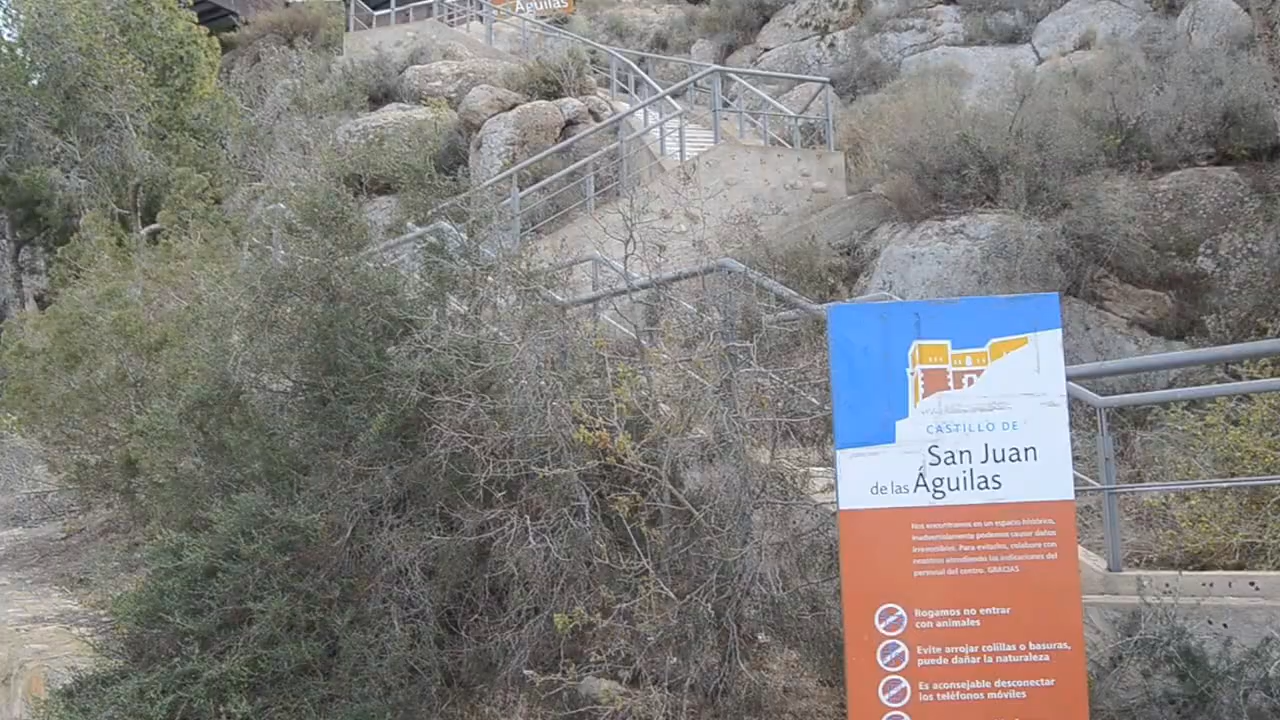 Águilas
CASTILLO DE
San Juan
de las Águilas
Nos encontramos en un espacio histórico,
inadvertidamente podemos causar daños
irreversibles. Para evitarlos, colabore con
nosotros atendiendo las indicaciones del
personal del centro. GRACIAS
Rogamos no entrar
con animales
Evite arrojar colillas o basuras,
puede dañar la naturaleza
Es aconsejable desconectar
los teléfonos móviles